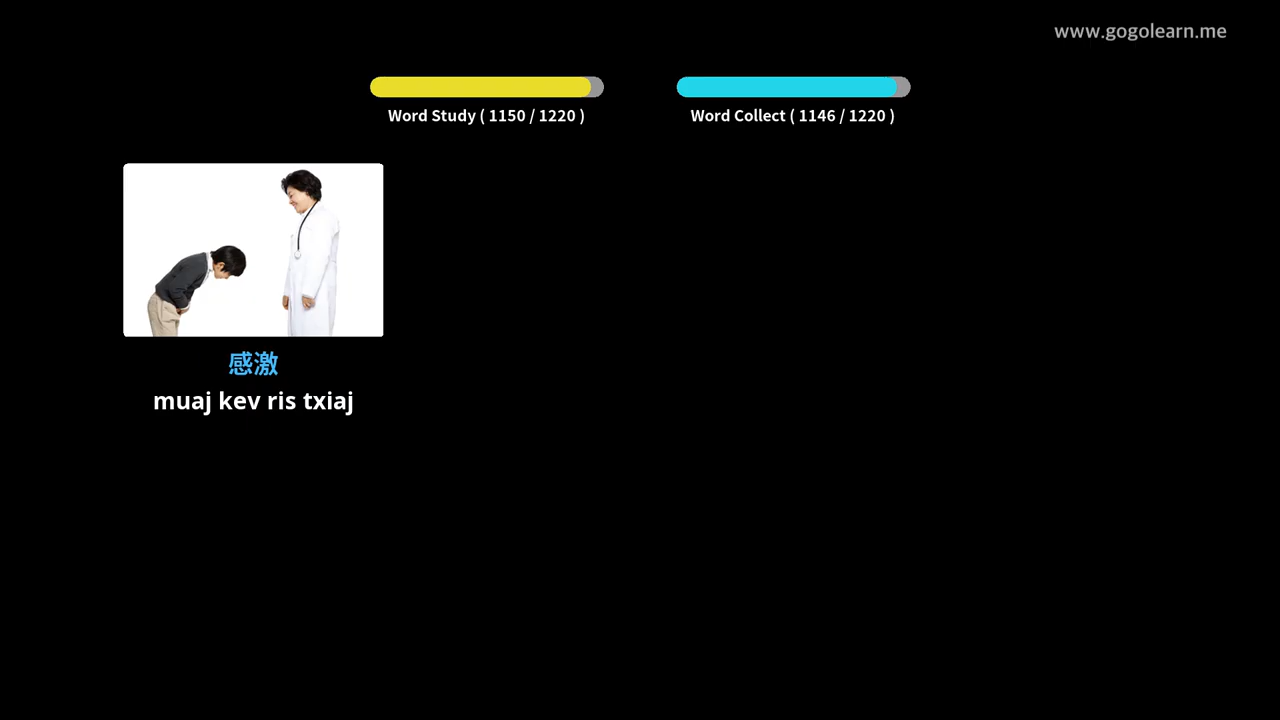 www.gogolearn.me
Word Study ( 1150 / 1220 )
Word Collect ( 1146 / 1220 )
感激
muaj kev ris txiaj